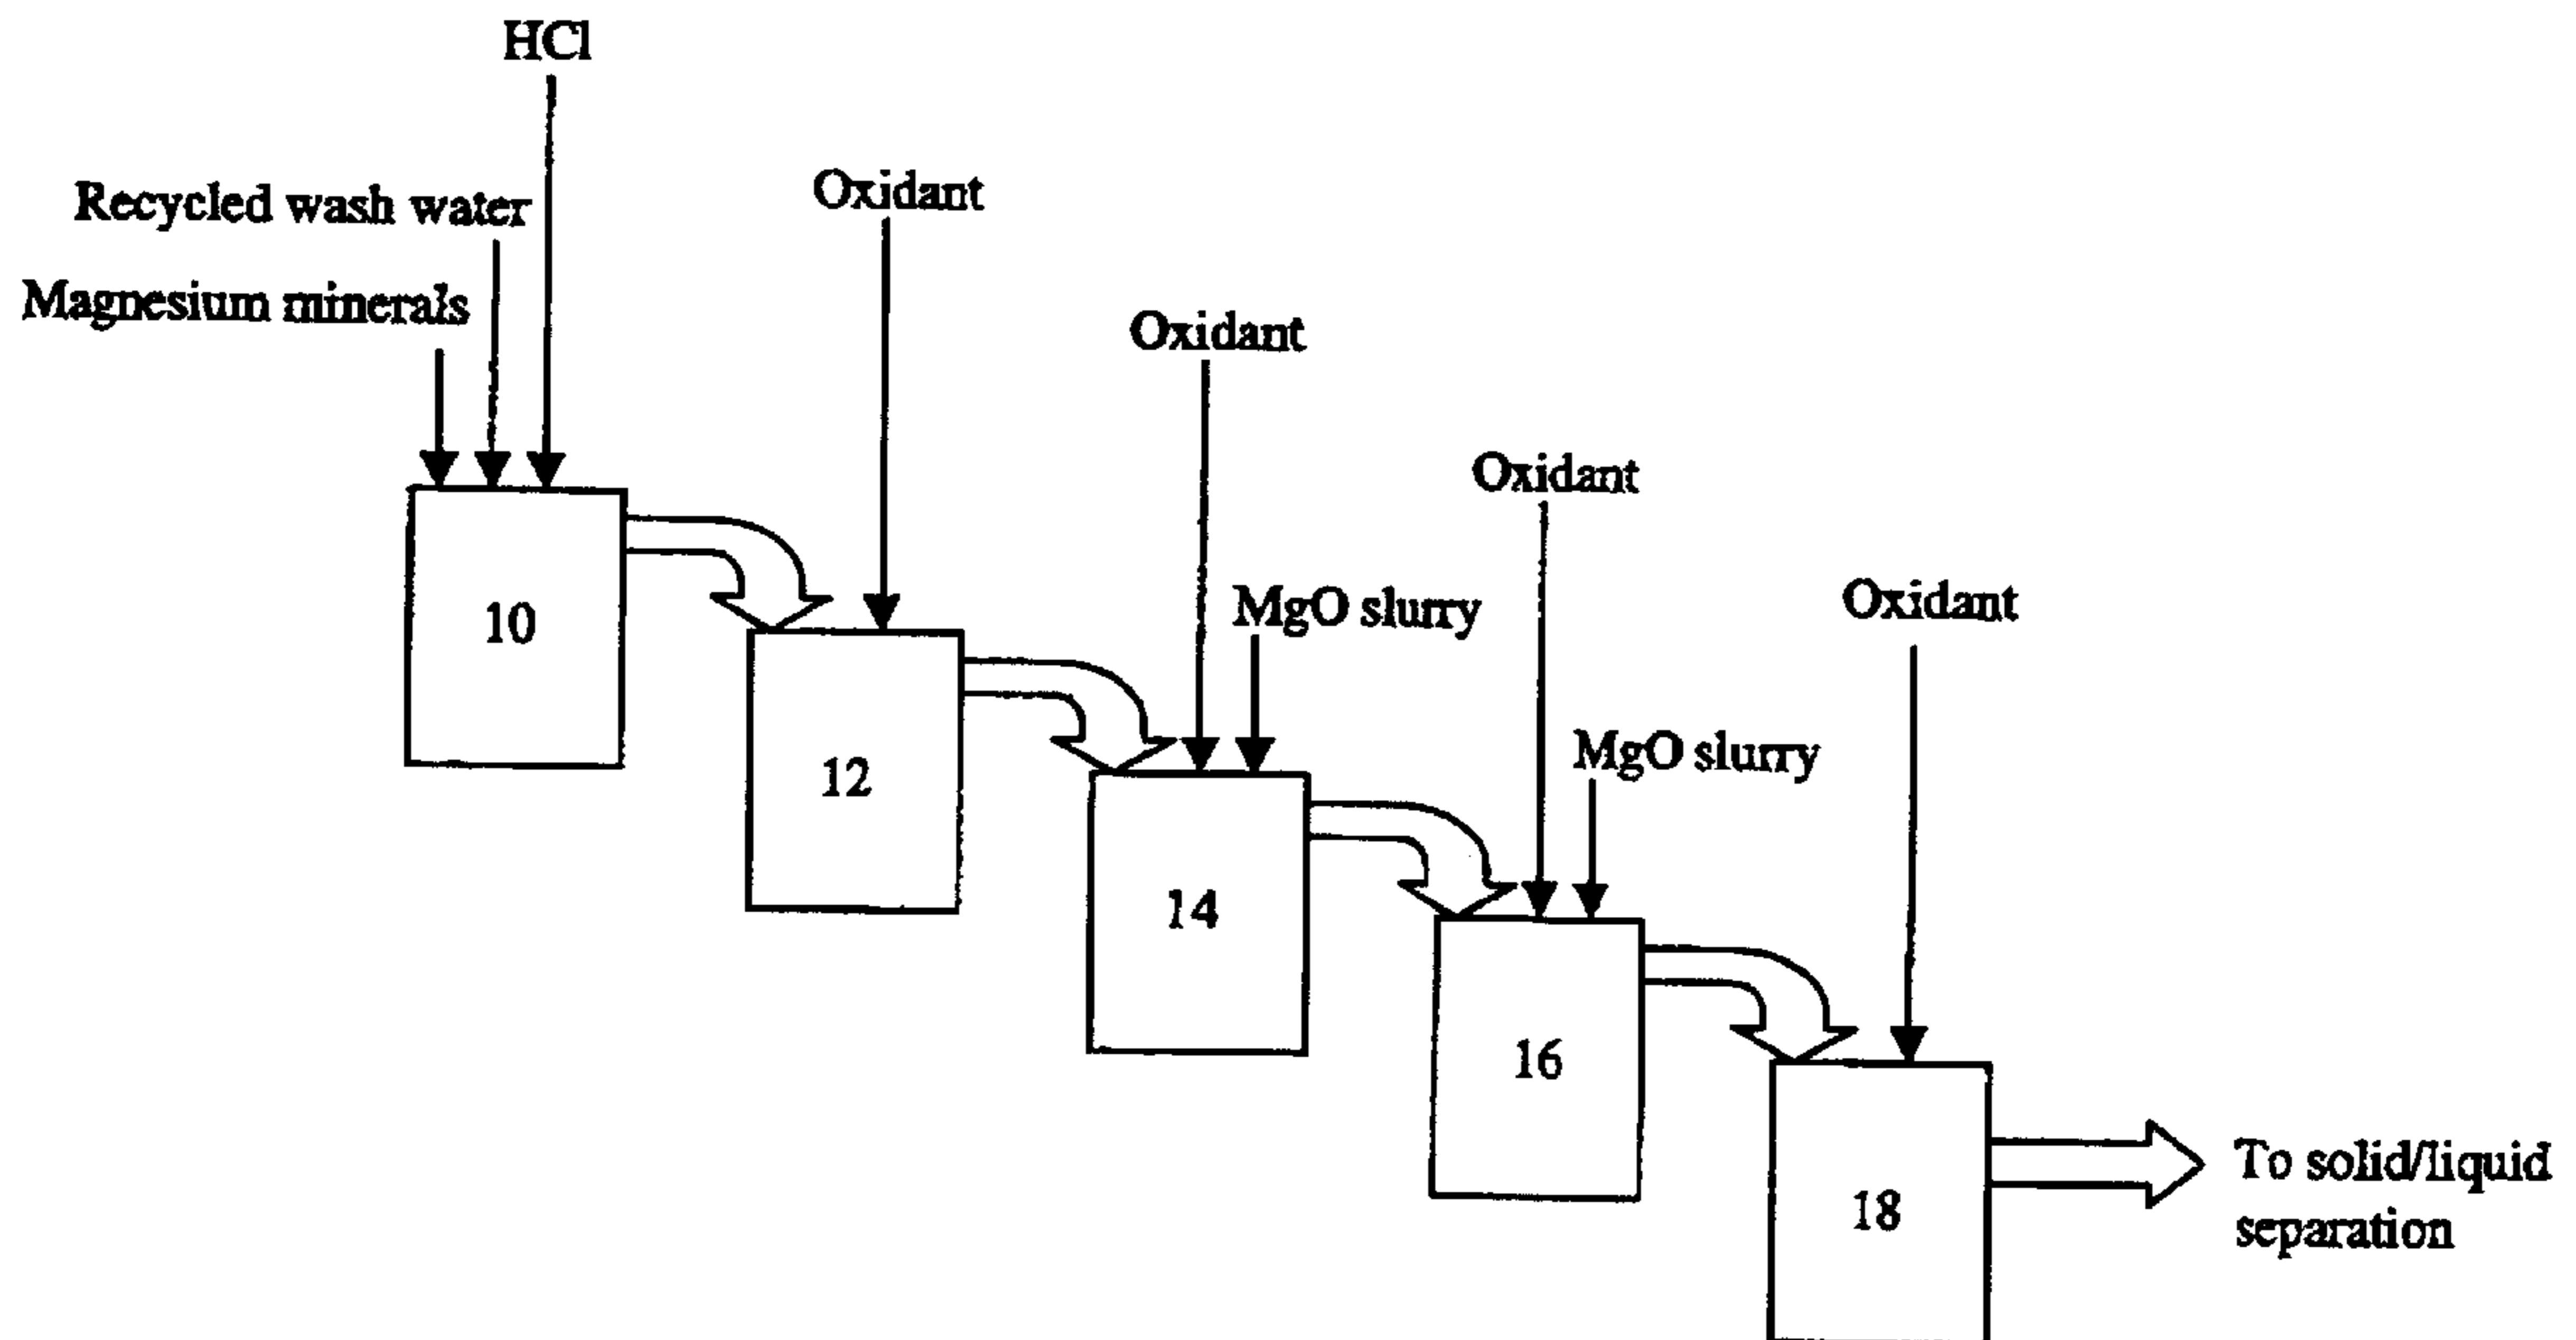 HCl
Recycled wash water
Oxidant
Magnesium minerals
Oxidant
Oxidant
MgO slurry
Oxidant
10
MgO slurry
12
14
16
18
To solid/liquid
separation